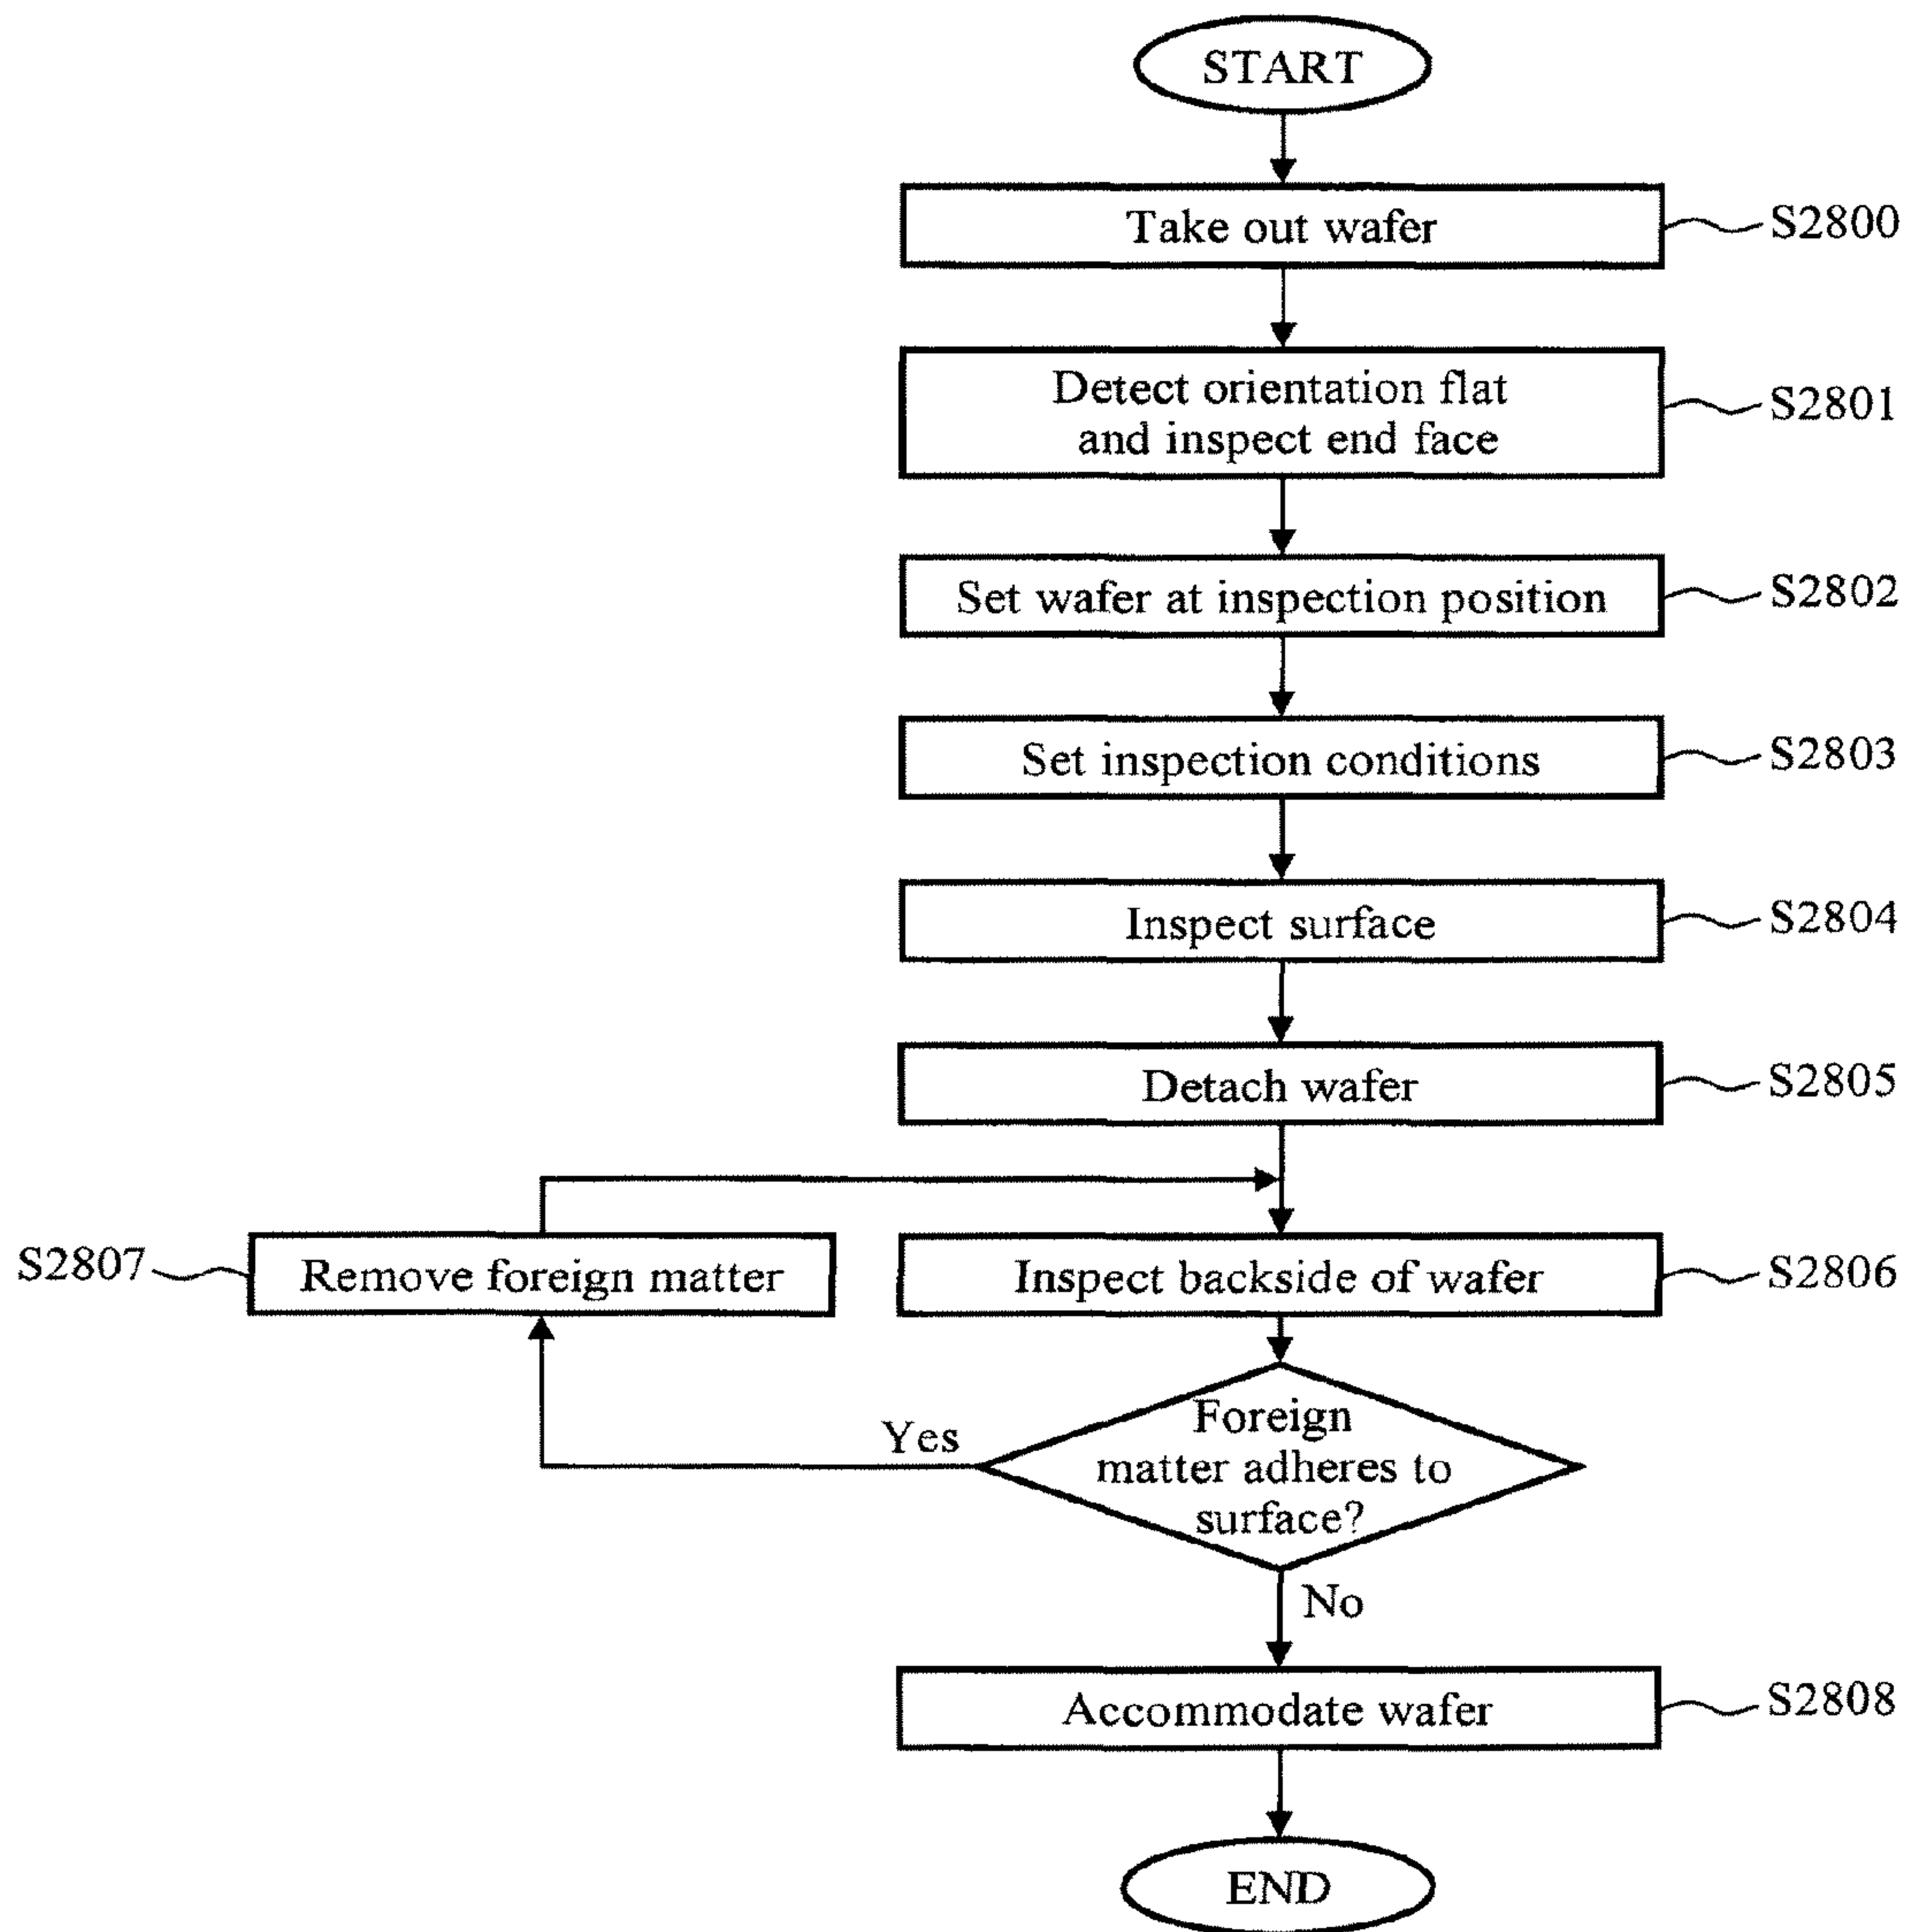 START
Take out wafer
S2800
Detect orientation flat
and inspect end face
S2801
Set wafer at inspection position
S2802
Set inspection conditions
S2803
Inspect surface
S2804
Detach wafer
S2805
S2807
Remove foreign matter
Inspect backside of wafer
S2806
Yes
Foreign
matter adheres to
surface?
No
Accommodate wafer
S2808
END